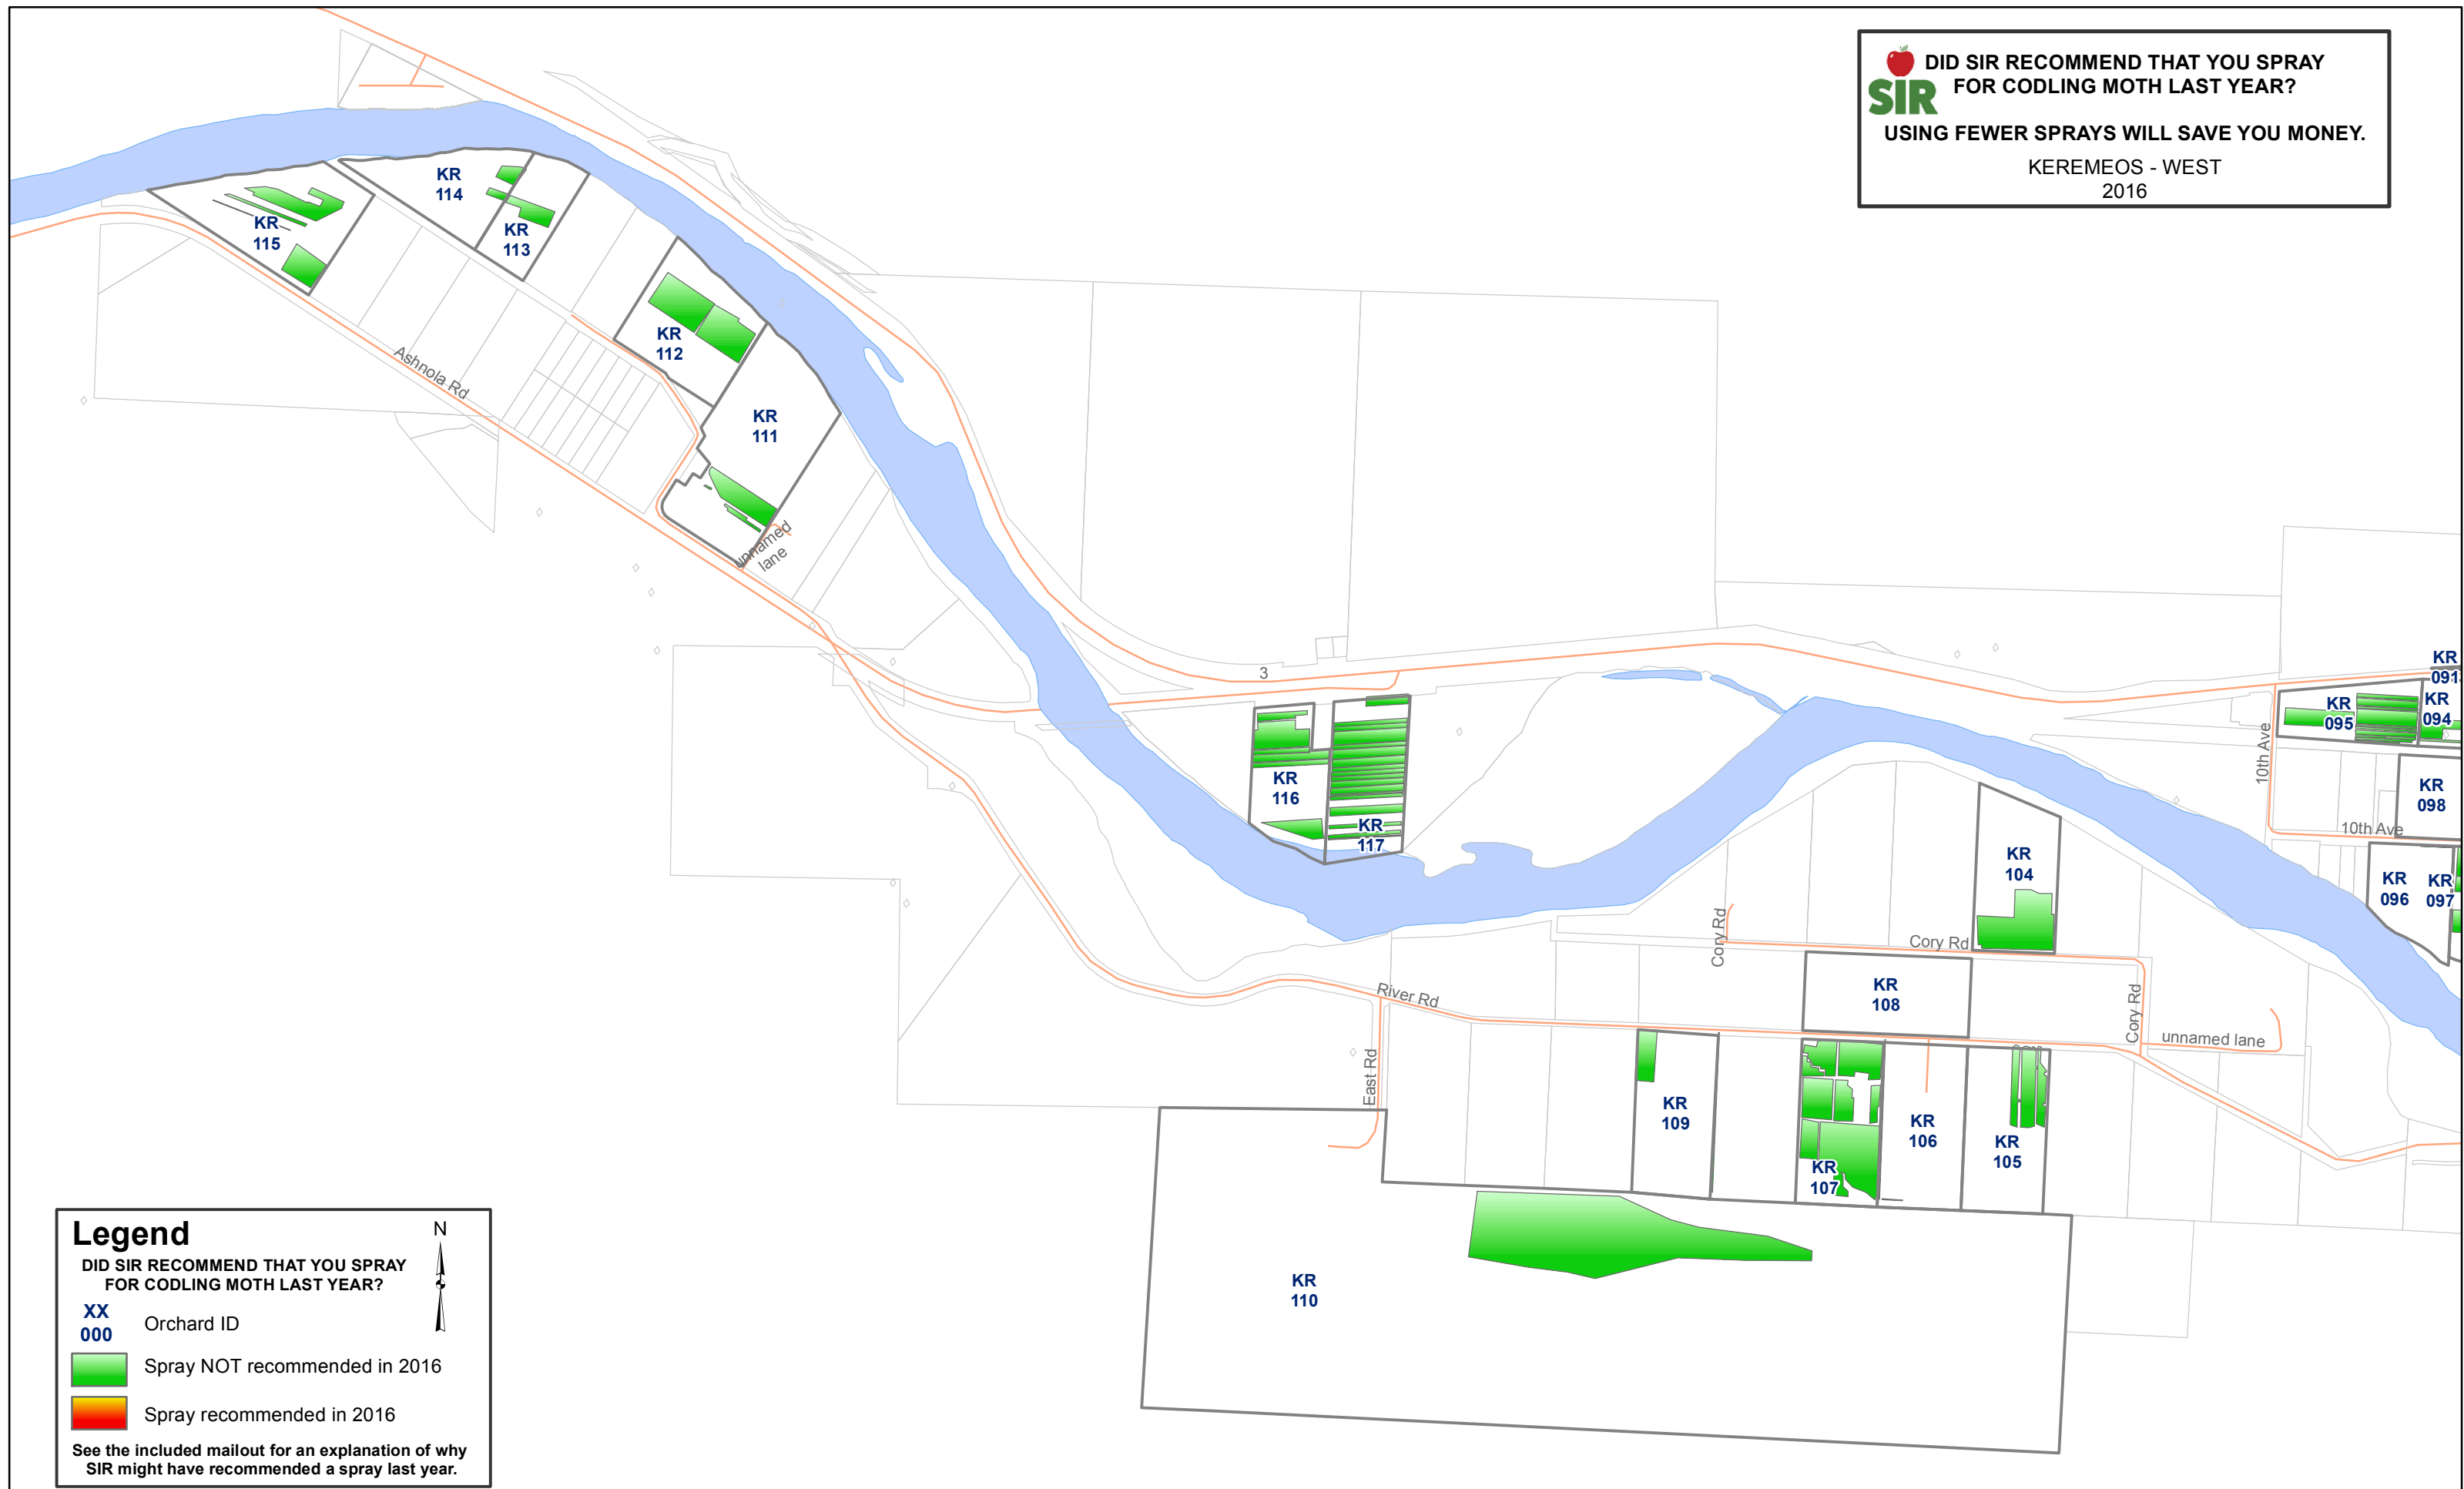 DID SIR RECOMMEND THAT YOU SPRAY
FOR CODLING MOTH LAST YEAR?
SIR
USING FEWER SPRAYS WILL SAVE YOU MONEY.
KEREMEOS - WEST
2016
KR
114
KR
115
KR
113
KR
112
Ashnola Rd
KR
111
unnamed
lane
3
KR
091
KR
095
KR
094
10th Ave
KR
116
KR
098
KR
117
10th Ave
KR
104
KR
096
KR
097
Cory Rd
Cory Rd
River Rd
KR
108
Cory Rd
unnamed lane
East Rd
KR
109
KR
106
KR
105
KR
107
KR
110
Legend
N
DID SIR RECOMMEND THAT YOU SPRAY
FOR CODLING MOTH LAST YEAR?
XX
000
Orchard ID
Spray NOT recommended in 2016
Spray recommended in 2016
See the included mailout for an explanation of why
SIR might have recommended a spray last year.